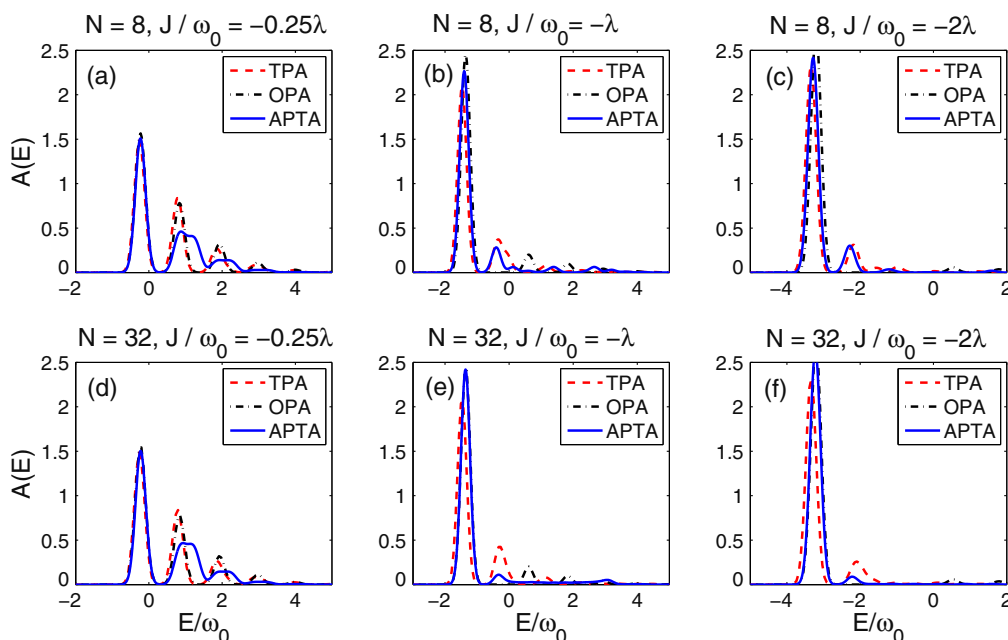 N = 8, J / ω₀ = −0.25λ
N = 8, J / ω₀ = −λ
N = 8, J / ω₀ = −2λ
(a)
TPA
OPA
APTA
A(E)
2.5
2
1.5
1
0.5
0
−2 0 2 4
(b)
TPA
OPA
APTA
2.5
2
1.5
1
0.5
0
−2 0 2 4
(c)
TPA
OPA
APTA
2.5
2
1.5
1
0.5
0
−4 −2 0 2
N = 32, J / ω₀ = −0.25λ
N = 32, J / ω₀ = −λ
N = 32, J / ω₀ = −2λ
(d)
TPA
OPA
APTA
A(E)
2.5
2
1.5
1
0.5
0
−2 0 2 4
E/ω₀
(e)
TPA
OPA
APTA
2.5
2
1.5
1
0.5
0
−2 0 2 4
E/ω₀
(f)
TPA
OPA
APTA
2.5
2
1.5
1
0.5
0
−4 −2 0 2
E/ω₀